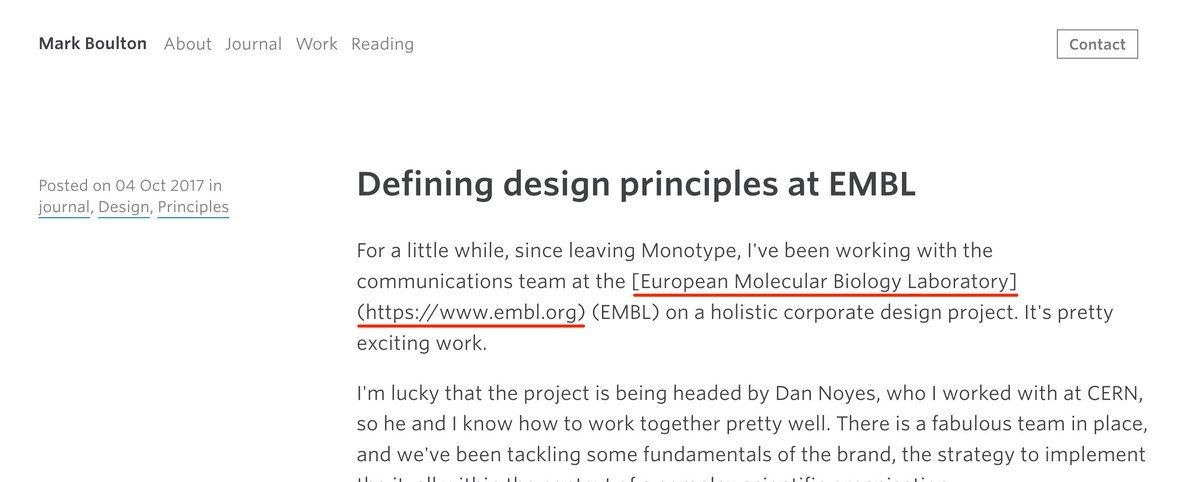 Mark Boulton About Journal Work Reading
Contact
Posted on 04 Oct 2017 in
journal, Design, Principles
Defining design principles at EMBL
For a little while, since leaving Monotype, I've been working with the
communications team at the [European Molecular Biology Laboratory]
(https://www.embl.org) (EMBL) on a holistic corporate design project. It's pretty
exciting work.
I'm lucky that the project is being headed by Dan Noyes, who I worked with at CERN,
so he and I know how to work together pretty well. There is a fabulous team in place,
and we've been tackling some fundamentals of the brand, the strategy to implement